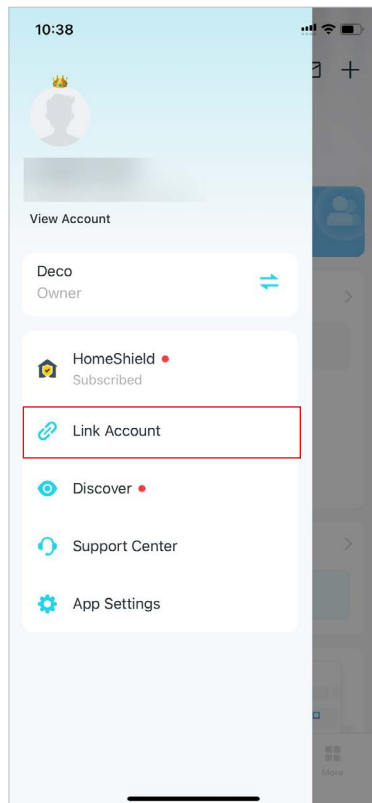 10:38
View Account
Deco
Owner
HomeShield
Subscribed
Link Account
Discover
Support Center
App Settings
More